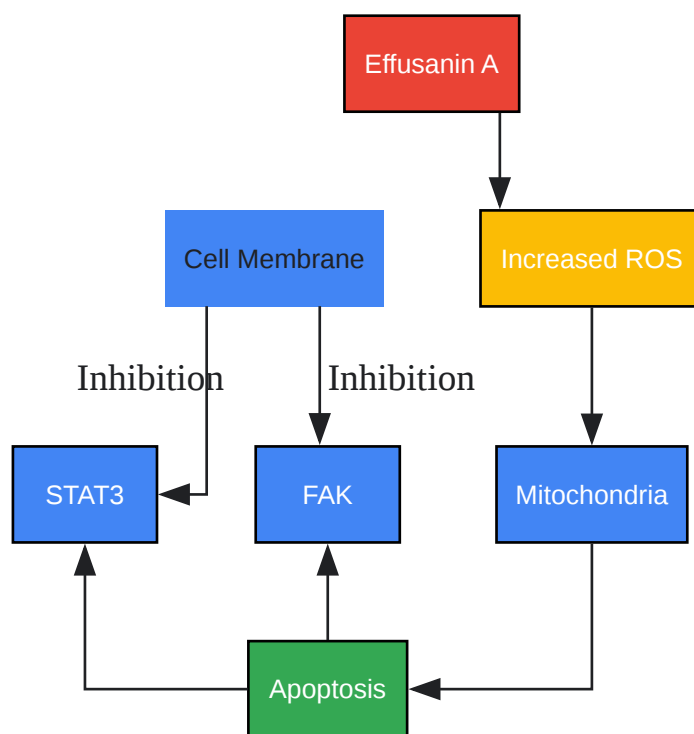 Effusanin A
Cell Membrane
Increased ROS
Inhibition
Inhibition
STAT3
FAK
Mitochondria
Apoptosis